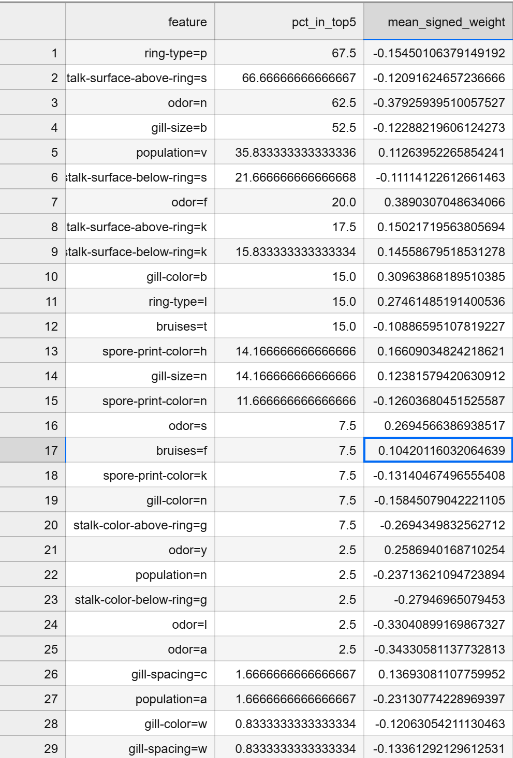 feature pct_in_top5 mean_signed_weight
1 ring-type=p 67.5 -0.15450106379149192
2 talk-surface-above-ring=s 66.66666666666667 -0.12091624657236666
3 odor=n 62.5 -0.37925939510057527
4 gill-size=b 52.5 -0.12288219606124273
5 population=v 35.833333333333336 0.11263952265854241
6 stalk-surface-below-ring=s 21.666666666666668 -0.11114122612661463
7 odor=f 20.0 0.3890307048634066
8 talk-surface-above-ring=k 17.5 0.15021719563805694
9 stalk-surface-below-ring=k 15.833333333333334 0.14558679518531278
10 gill-color=b 15.0 0.30963868189510385
11 ring-type=l 15.0 0.27461485191400536
12 bruises=t 15.0 -0.10886595107819227
13 spore-print-color=h 14.166666666666666 0.16609034824218621
14 gill-size=n 14.166666666666666 0.12381579420630912
15 spore-print-color=n 11.666666666666666 -0.12603680451525587
16 odor=s 7.5 0.2694566386938517
17 bruises=f 7.5 0.10420116032064639
18 spore-print-color=k 7.5 -0.13140467496555408
19 gill-color=n 7.5 -0.15845079042221105
20 stalk-color-above-ring=g 7.5 -0.2694349832562712
21 odor=y 2.5 0.2586940168710254
22 population=n 2.5 -0.23713621094723894
23 stalk-color-below-ring=g 2.5 -0.27946965079453
24 odor=l 2.5 -0.33040899169867327
25 odor=a 2.5 -0.34330581137732813
26 gill-spacing=c 1.6666666666666667 0.13693081107759952
27 population=a 1.6666666666666667 -0.23130774228969397
28 gill-color=w 0.8333333333333334 -0.12063054211130463
29 gill-spacing=w 0.8333333333333334 -0.13361292129612531